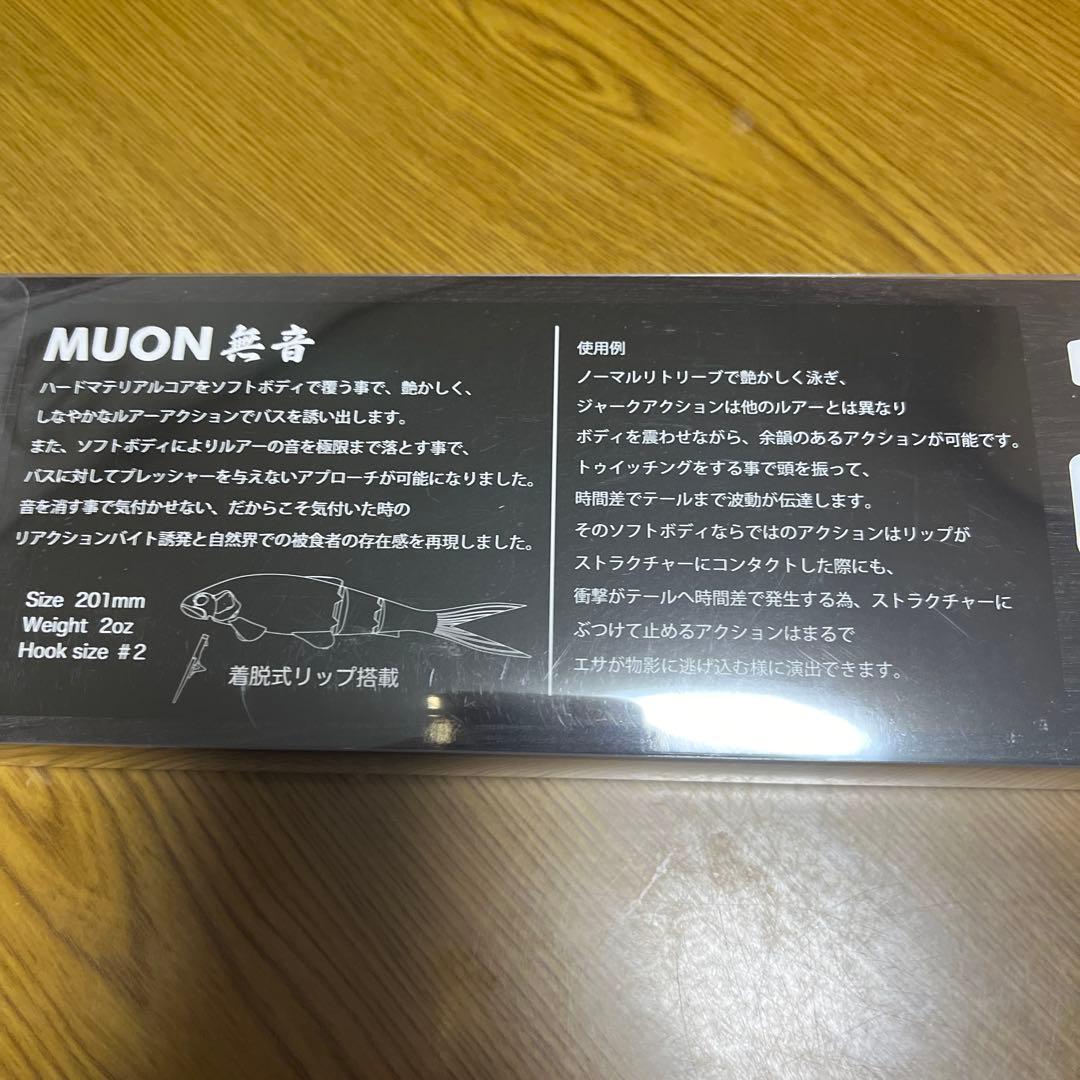 MUON 無音
ハードマテリアルコアをソフトボディで覆う事で、艶かしく、
しなやかなルアーアクションでバスを誘い出します。
また、ソフトボディによりルアーの音を極限まで落とす事で、
バスに対してプレッシャーを与えないアプローチが可能になりました。
音を消す事で気付かせない、だからこそ気付いた時の
リアクションバイト誘発と自然界での被食者の存在感を再現しました。
Size 201mm
Weight 2oz
Hook size #2
着脱式リップ搭載
使用例
ノーマルリトリーブで艶かしく泳ぎ、
ジャークアクションは他のルアーとは異なり
ボディを震わせながら、余韻のあるアクションが可能です。
トゥイッチングをする事で頭を振って、
時間差でテールまで波動が伝達します。
そのソフトボディならではのアクションはリップが
ストラクチャーにコンタクトした際にも、
衝撃がテールへ時間差で発生する為、ストラクチャーに
ぶつけて止めるアクションはまるで
エサが物影に逃げ込む様に演出できます。